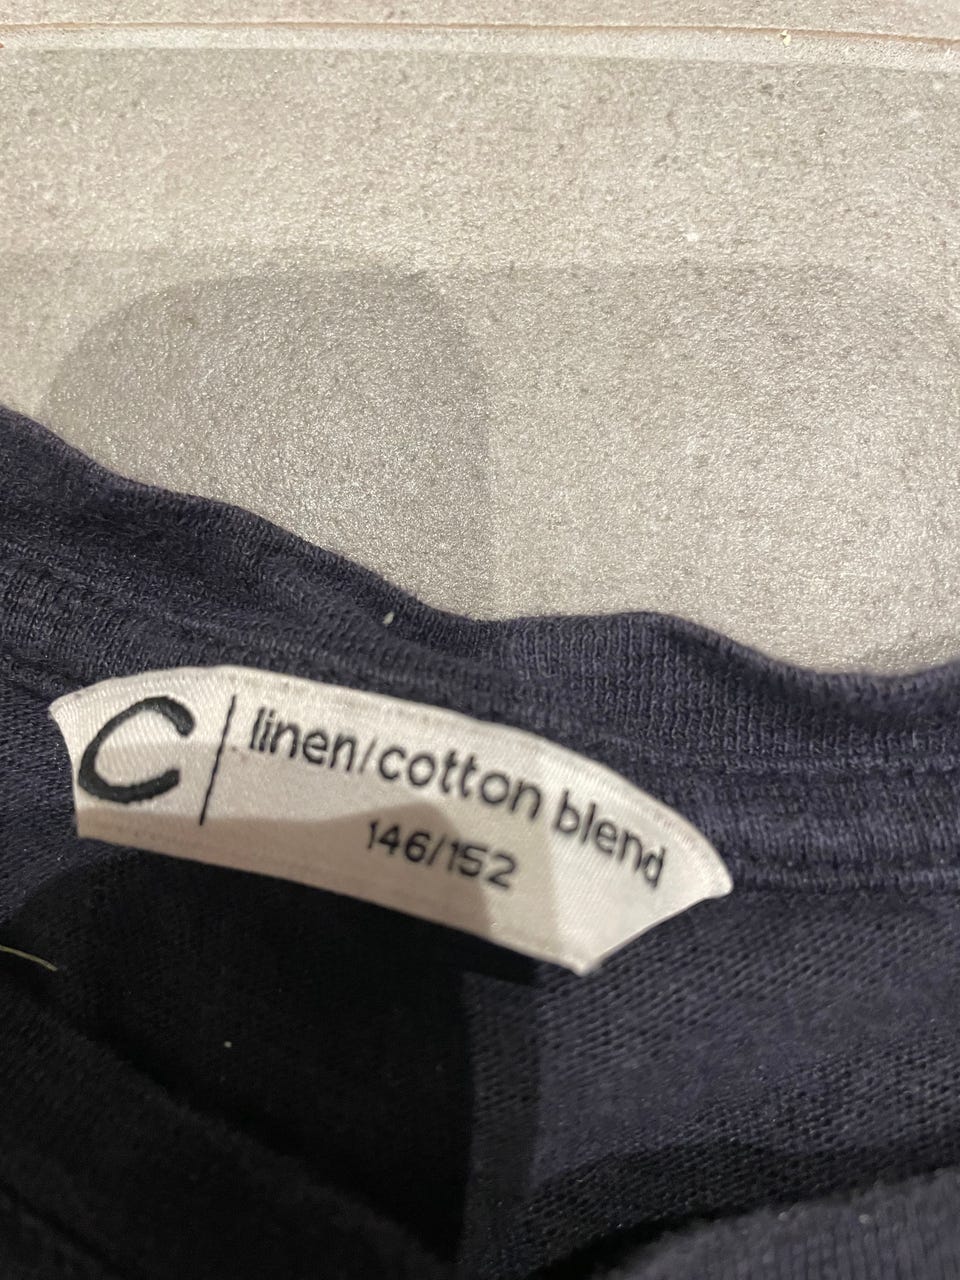 C | linen/cotton blend
146/152